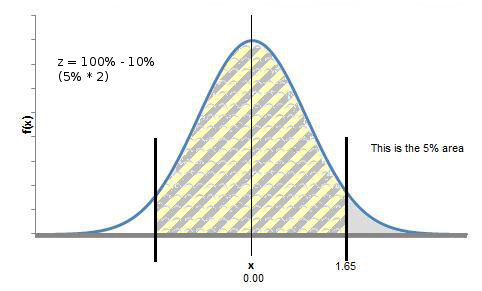 z = 100% - 10%
(5% * 2)
f(x)
This is the 5% area
x
0.00
1.65